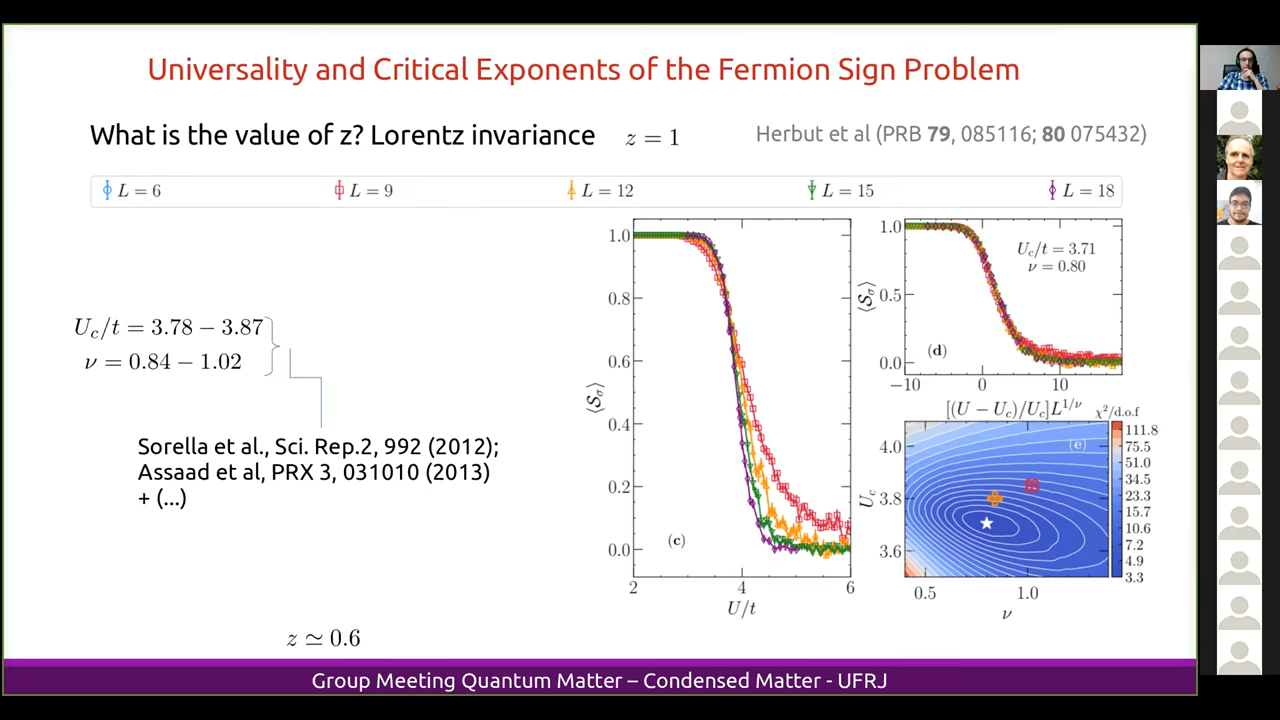 Universality and Critical Exponents of the Fermion Sign Problem
What is the value of z? Lorentz invariance z = 1
Herbut et al (PRB 79, 085116; 80 075432)
L = 6 L = 9 L = 12 L = 15 L = 18
U_c/t = 3.78 − 3.87
ν = 0.84 − 1.02
Sorella et al., Sci. Rep.2, 992 (2012);
Assaad et al, PRX 3, 031010 (2013)
+ (...)
z ≃ 0.6
⟨S_σ⟩
1.0
0.8
0.6
0.4
0.2
0.0
(c)
2 4 6
U/t
⟨S_σ⟩
1.0
0.5
0.0
U_c/t = 3.71
ν = 0.80
(d)
−10 0 10
[(U − U_c)/U_c]L^{1/ν}
χ²/d.o.f
U_c
4.0
3.8
3.6
(e)
0.5 1.0
ν
111.8
75.5
51.0
34.5
23.3
15.7
10.6
7.2
4.9
3.3
Group Meeting Quantum Matter – Condensed Matter - UFRJ